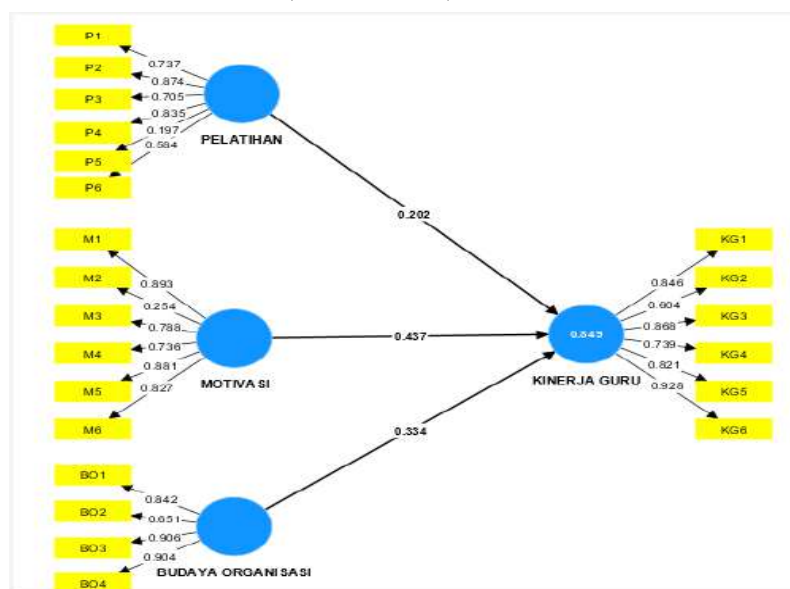 P1
P2
P3
P4
P5
P6
0.737
0.874
0.705
0.835
0.197
0.584
PELATIHAN
0.202
M1
M2
M3
M4
M5
M6
0.893
0.254
0.788
0.736
0.881
0.827
MOTIVASI
0.437
BO1
BO2
BO3
BO4
0.842
0.651
0.906
0.904
BUDAYA ORGANISASI
0.334
KINERJA GURU
0.846
0.604
0.868
0.739
0.821
0.928
KG1
KG2
KG3
KG4
KG5
KG6